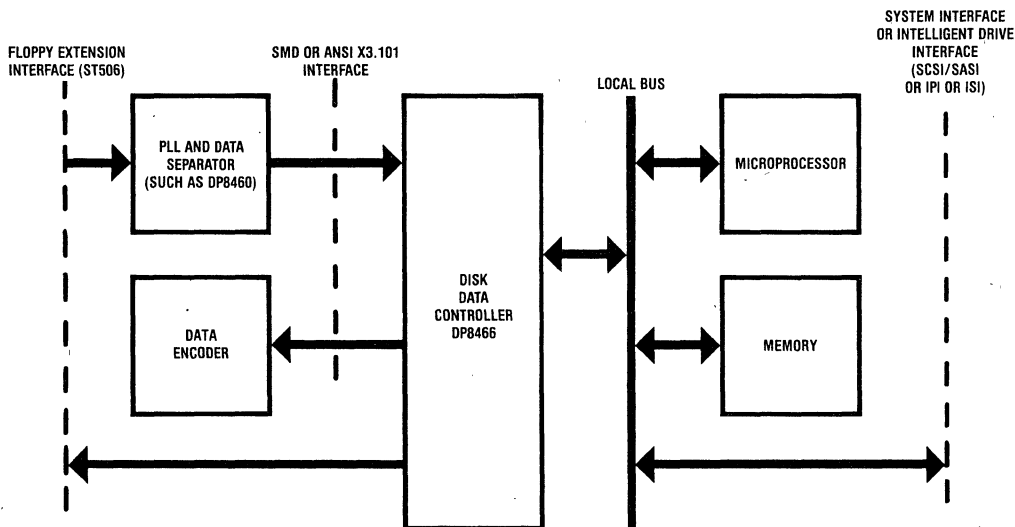 SYSTEM INTERFACE
OR INTELLIGENT DRIVE
INTERFACE
(SCSI/SASI
OR IPI OR ISI)
FLOPPY EXTENSION
INTERFACE (ST506)
SMD OR ANSI X3.101
INTERFACE
LOCAL BUS
PLL AND DATA
SEPARATOR
(SUCH AS DP8460)
MICROPROCESSOR
DISK
DATA
CONTROLLER
DP8466
DATA
ENCODER
MEMORY